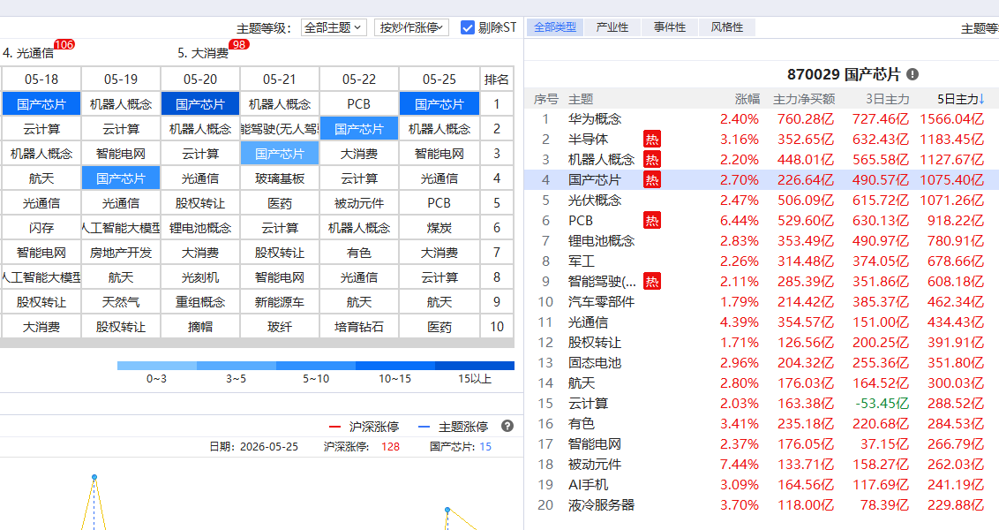 主题等级： 全部主题 按炒作涨停 剔除ST
4. 光通信 106 5. 大消费 98
05-18 05-19 05-20 05-21 05-22 05-25 排名
国产芯片 机器人概念 国产芯片 机器人概念 PCB 国产芯片 1
云计算 云计算 机器人概念 能驾驶(无人驾 国产芯片 机器人概念 2
机器人概念 智能电网 云计算 国产芯片 大消费 智能电网 3
航天 国产芯片 光通信 玻璃基板 云计算 光通信 4
光通信 光通信 股权转让 医药 被动元件 PCB 5
闪存 人工智能大模型 锂电池概念 云计算 机器人概念 煤炭 6
智能电网 房地产开发 大消费 股权转让 有色 大消费 7
人工智能大模型 航天 光刻机 智能电网 光通信 云计算 8
股权转让 天然气 重组概念 新能源车 航天 航天 9
大消费 股权转让 摘帽 玻纤 培育钻石 医药 10
0~3 3~5 5~10 10~15 15以上
沪深涨停 主题涨停 ?
日期: 2026-05-25 沪深涨停: 128 国产芯片: 15
全部类型 产业性 事件性 风格性 主题等
870029 国产芯片 !
序号 主题 涨幅 主力净买额 3日主力 5日主力↓
1 华为概念 2.40% 760.28亿 727.46亿 1566.04亿
2 半导体 热 3.16% 352.65亿 632.43亿 1183.45亿
3 机器人概念 热 2.20% 448.01亿 565.58亿 1127.67亿
4 国产芯片 热 2.70% 226.64亿 490.57亿 1075.40亿
5 光伏概念 2.47% 506.09亿 615.72亿 1071.26亿
6 PCB 热 6.44% 529.60亿 630.13亿 918.22亿
7 锂电池概念 2.83% 353.49亿 490.97亿 780.91亿
8 军工 2.26% 314.48亿 374.05亿 678.66亿
9 智能驾驶(... 热 2.11% 285.39亿 351.86亿 608.18亿
10 汽车零部件 1.79% 214.42亿 385.37亿 462.34亿
11 光通信 4.39% 354.57亿 151.00亿 434.43亿
12 股权转让 1.71% 126.56亿 200.25亿 391.91亿
13 固态电池 2.96% 204.32亿 255.36亿 351.80亿
14 航天 2.80% 176.03亿 164.52亿 300.03亿
15 云计算 2.03% 163.38亿 -53.45亿 288.52亿
16 有色 3.41% 235.18亿 220.68亿 284.53亿
17 智能电网 2.37% 176.05亿 37.15亿 266.79亿
18 被动元件 7.44% 133.71亿 158.27亿 262.03亿
19 AI手机 3.09% 164.56亿 117.69亿 241.19亿
20 液冷服务器 3.70% 118.00亿 78.39亿 229.88亿